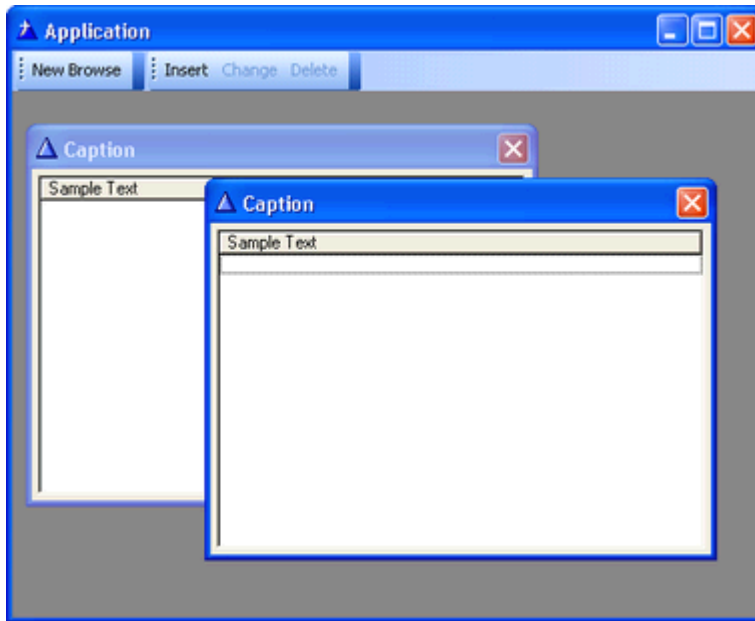 Application
New Browse Insert Change Delete
Caption
Sample Text
Caption
Sample Text